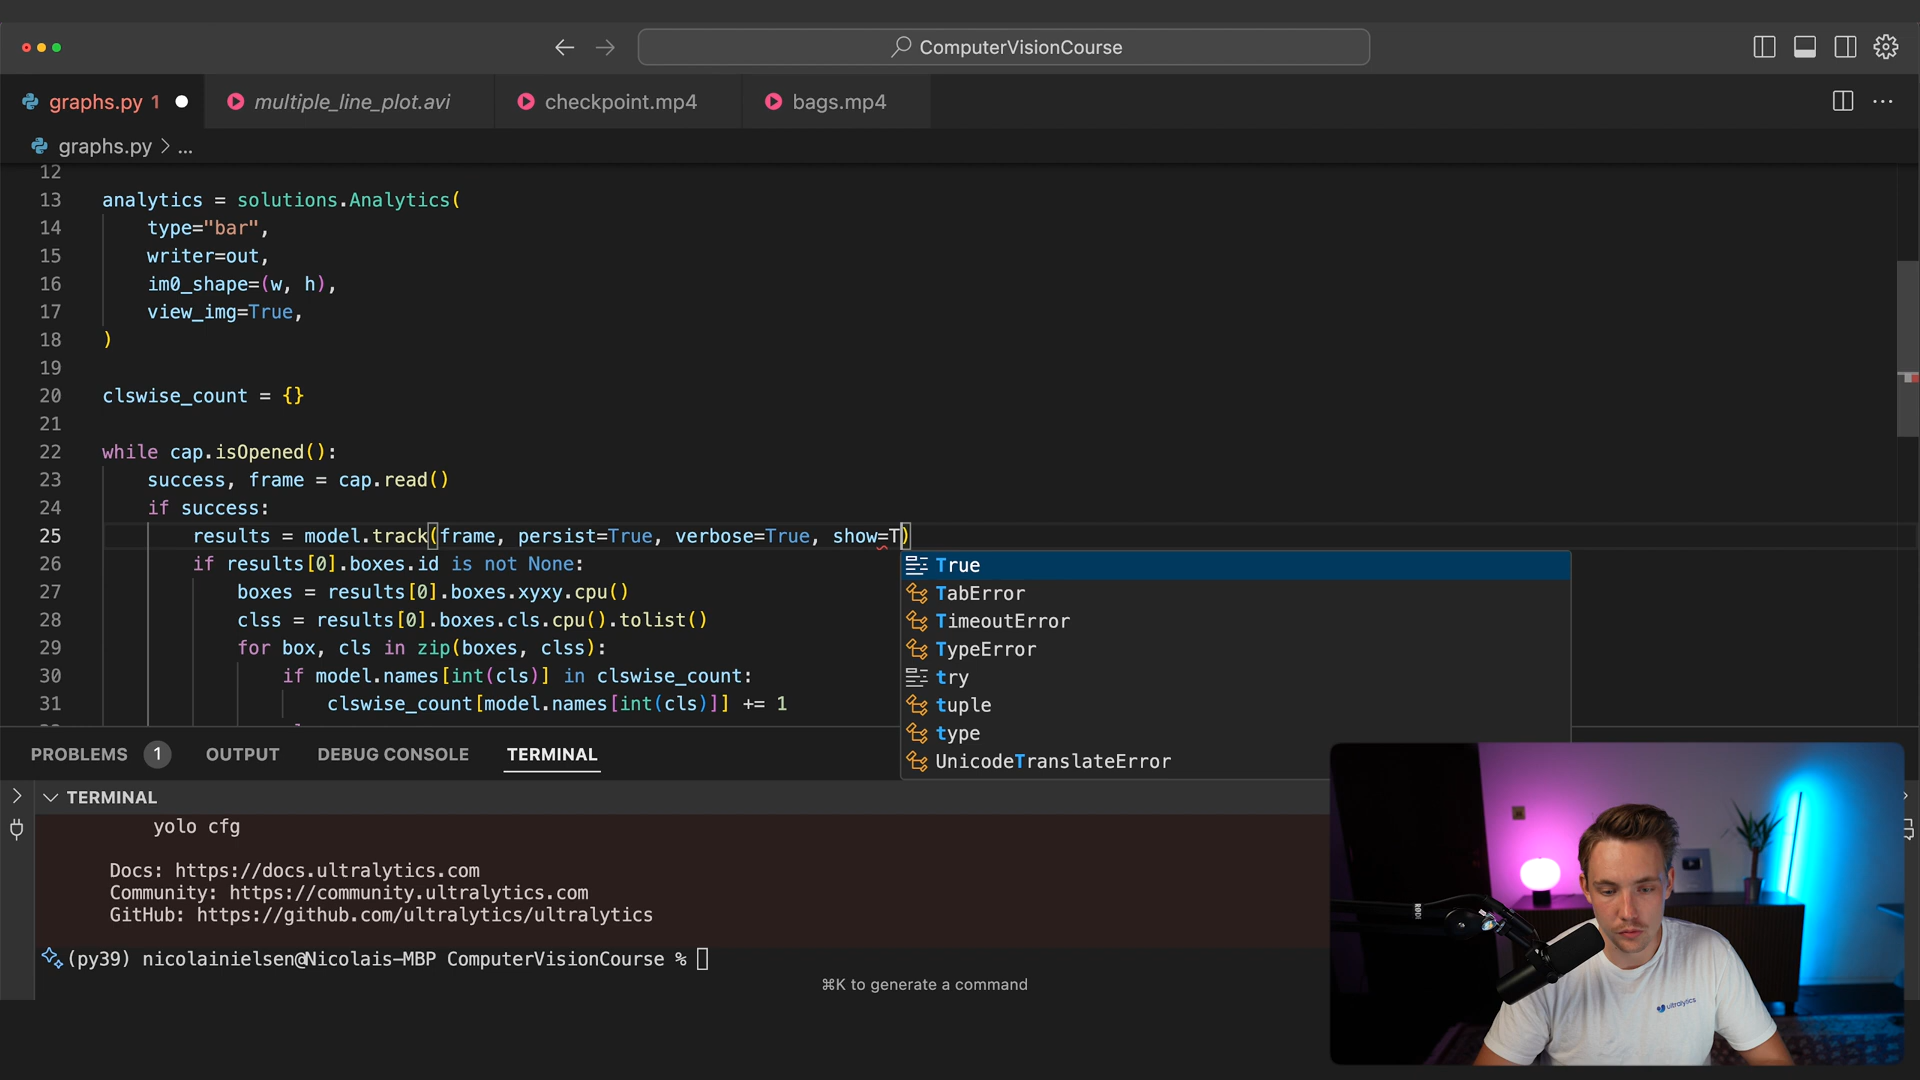 ComputerVisionCourse
graphs.py 1
multiple_line_plot.avi
checkpoint.mp4
bags.mp4
graphs.py > ...
12
13 analytics = solutions.Analytics(
14 type="bar",
15 writer=out,
16 im0_shape=(w, h),
17 view_img=True,
18 )
19
20 clswise_count = {}
21
22 while cap.isOpened():
23 success, frame = cap.read()
24 if success:
25 results = model.track(frame, persist=True, verbose=True, show=T)
26 if results[0].boxes.id is not None:
27 boxes = results[0].boxes.xyxy.cpu()
28 clss = results[0].boxes.cls.cpu().tolist()
29 for box, cls in zip(boxes, clss):
30 if model.names[int(cls)] in clswise_count:
31 clswise_count[model.names[int(cls)]] += 1
True
TabError
TimeoutError
TypeError
try
tuple
type
UnicodeTranslateError
PROBLEMS 1 OUTPUT DEBUG CONSOLE TERMINAL
TERMINAL
yolo cfg
Docs: https://docs.ultralytics.com
Community: https://community.ultralytics.com
GitHub: https://github.com/ultralytics/ultralytics
(py39) nicolainielsen@Nicolais-MBP ComputerVisionCourse %
⌘K to generate a command
ultralytics